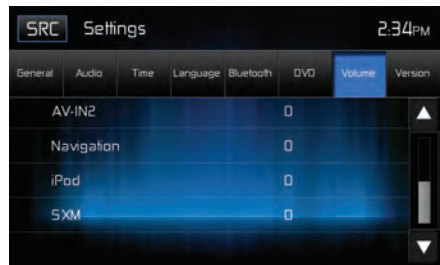 SRC Settings 2:34PM
General Audio Time Language Bluetooth DVD Volume Version
AV-IN2 0
Navigation 0
iPod 0
SXM 0